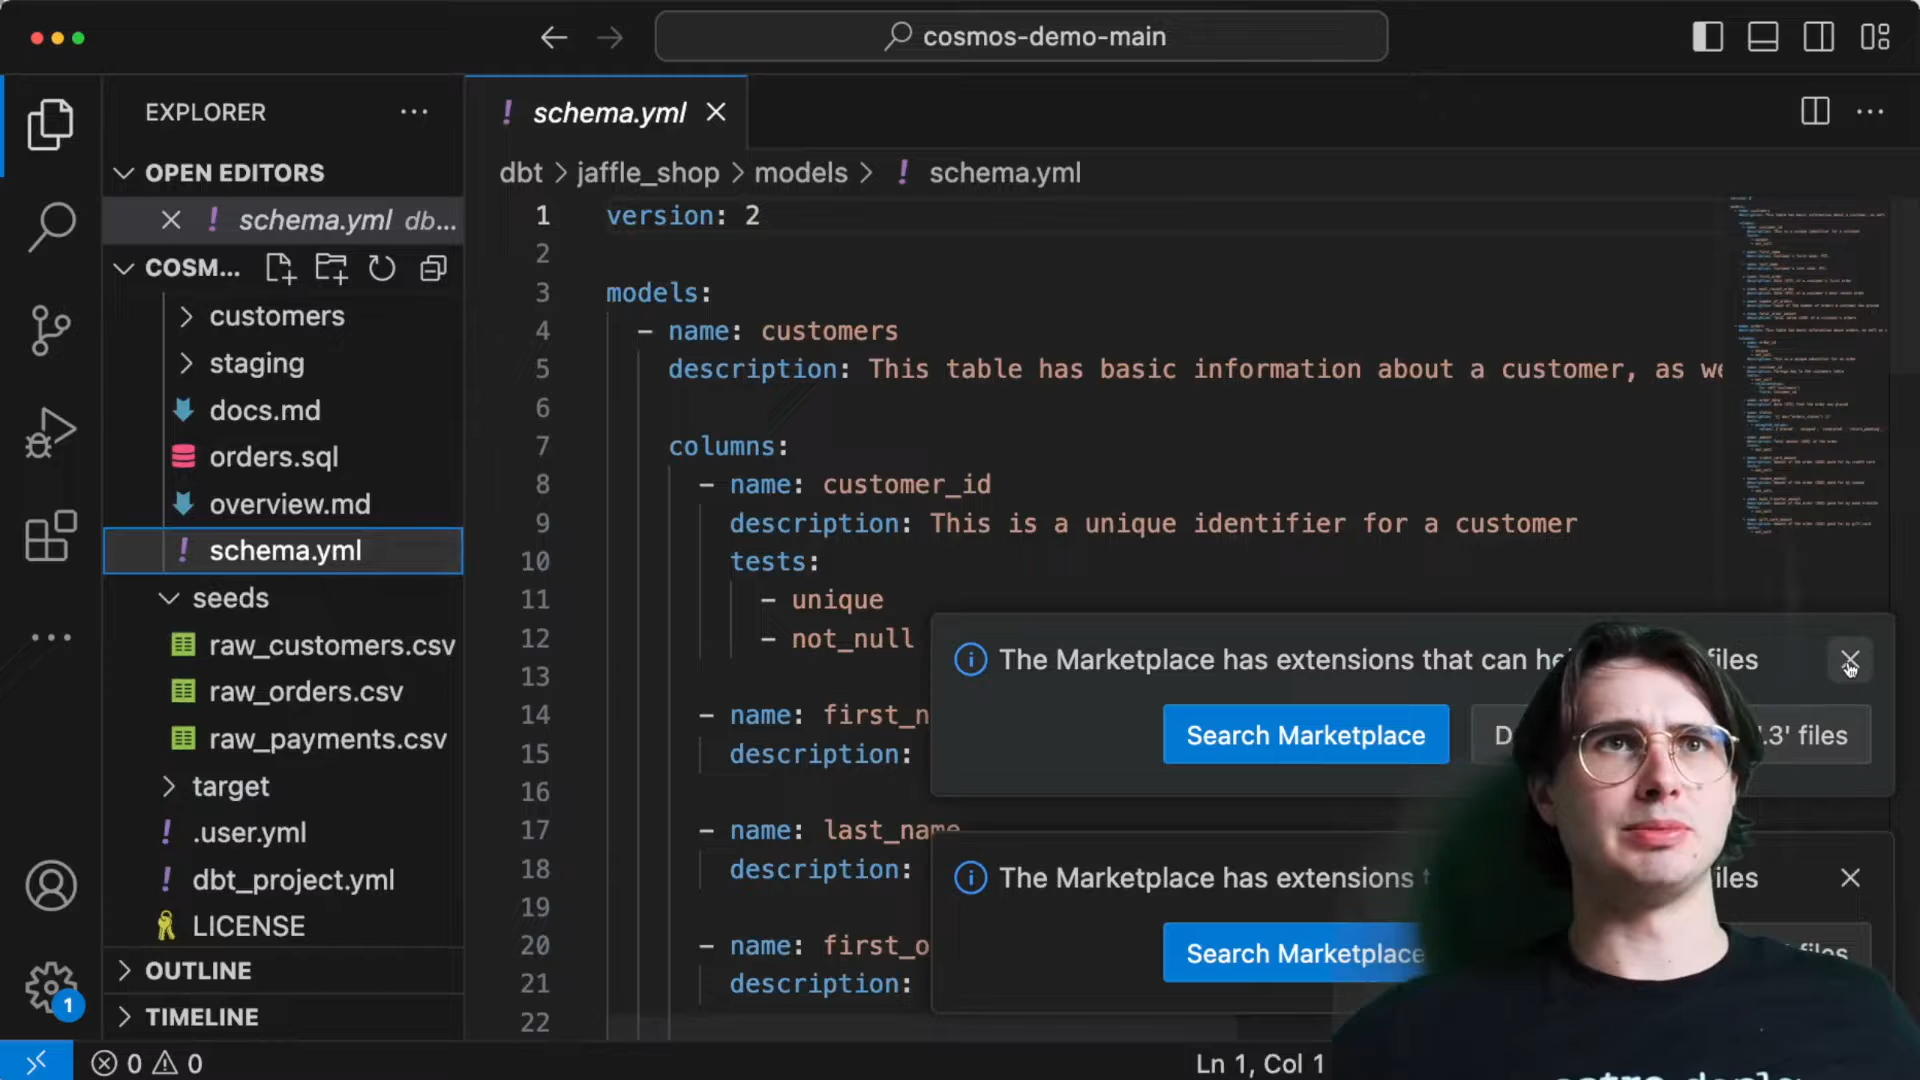 cosmos-demo-main
EXPLORER
schema.yml
OPEN EDITORS
dbt > jaffle_shop > models > ! schema.yml
schema.yml db...
COSM...
customers
staging
docs.md
orders.sql
overview.md
schema.yml
seeds
raw_customers.csv
raw_orders.csv
raw_payments.csv
target
.user.yml
dbt_project.yml
LICENSE
OUTLINE
TIMELINE
1
1 version: 2
2
3 models:
4 - name: customers
5 description: This table has basic information about a customer, as we
6
7 columns:
8 - name: customer_id
9 description: This is a unique identifier for a customer
10 tests:
11 - unique
12 - not_null
13
14 - name: first_n
15 description:
16
17 - name: last_name
18 description:
19
20 - name: first_o
21 description:
22
The Marketplace has extensions that can he files
Search Marketplace
D .3' files
The Marketplace has extensions files
Search Marketplace
files
0 0
Ln 1, Col 1